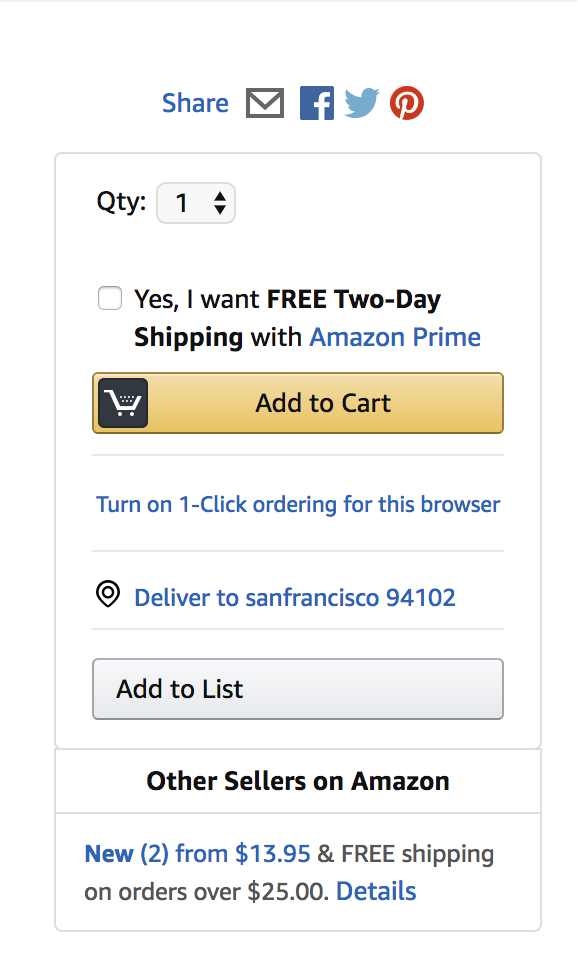 Share
Qty: 1
Yes, I want FREE Two-Day
Shipping with Amazon Prime
Add to Cart
Turn on 1-Click ordering for this browser
Deliver to sanfrancisco 94102
Add to List
Other Sellers on Amazon
New (2) from $13.95 & FREE shipping
on orders over $25.00. Details